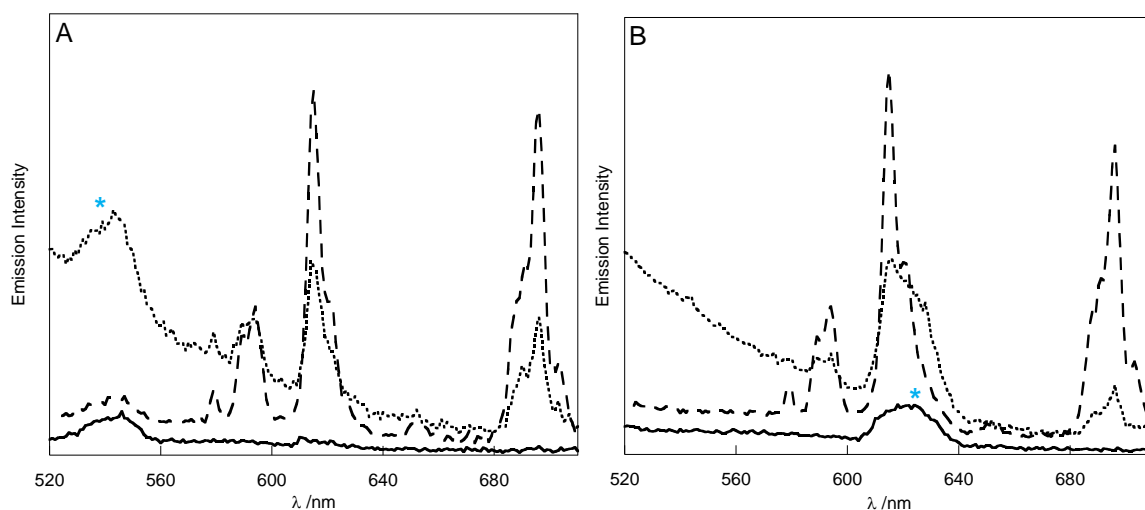 A
*
Emission Intensity
520 560 600 640 680
λ /nm
B
*
Emission Intensity
520 560 600 640 680
λ /nm